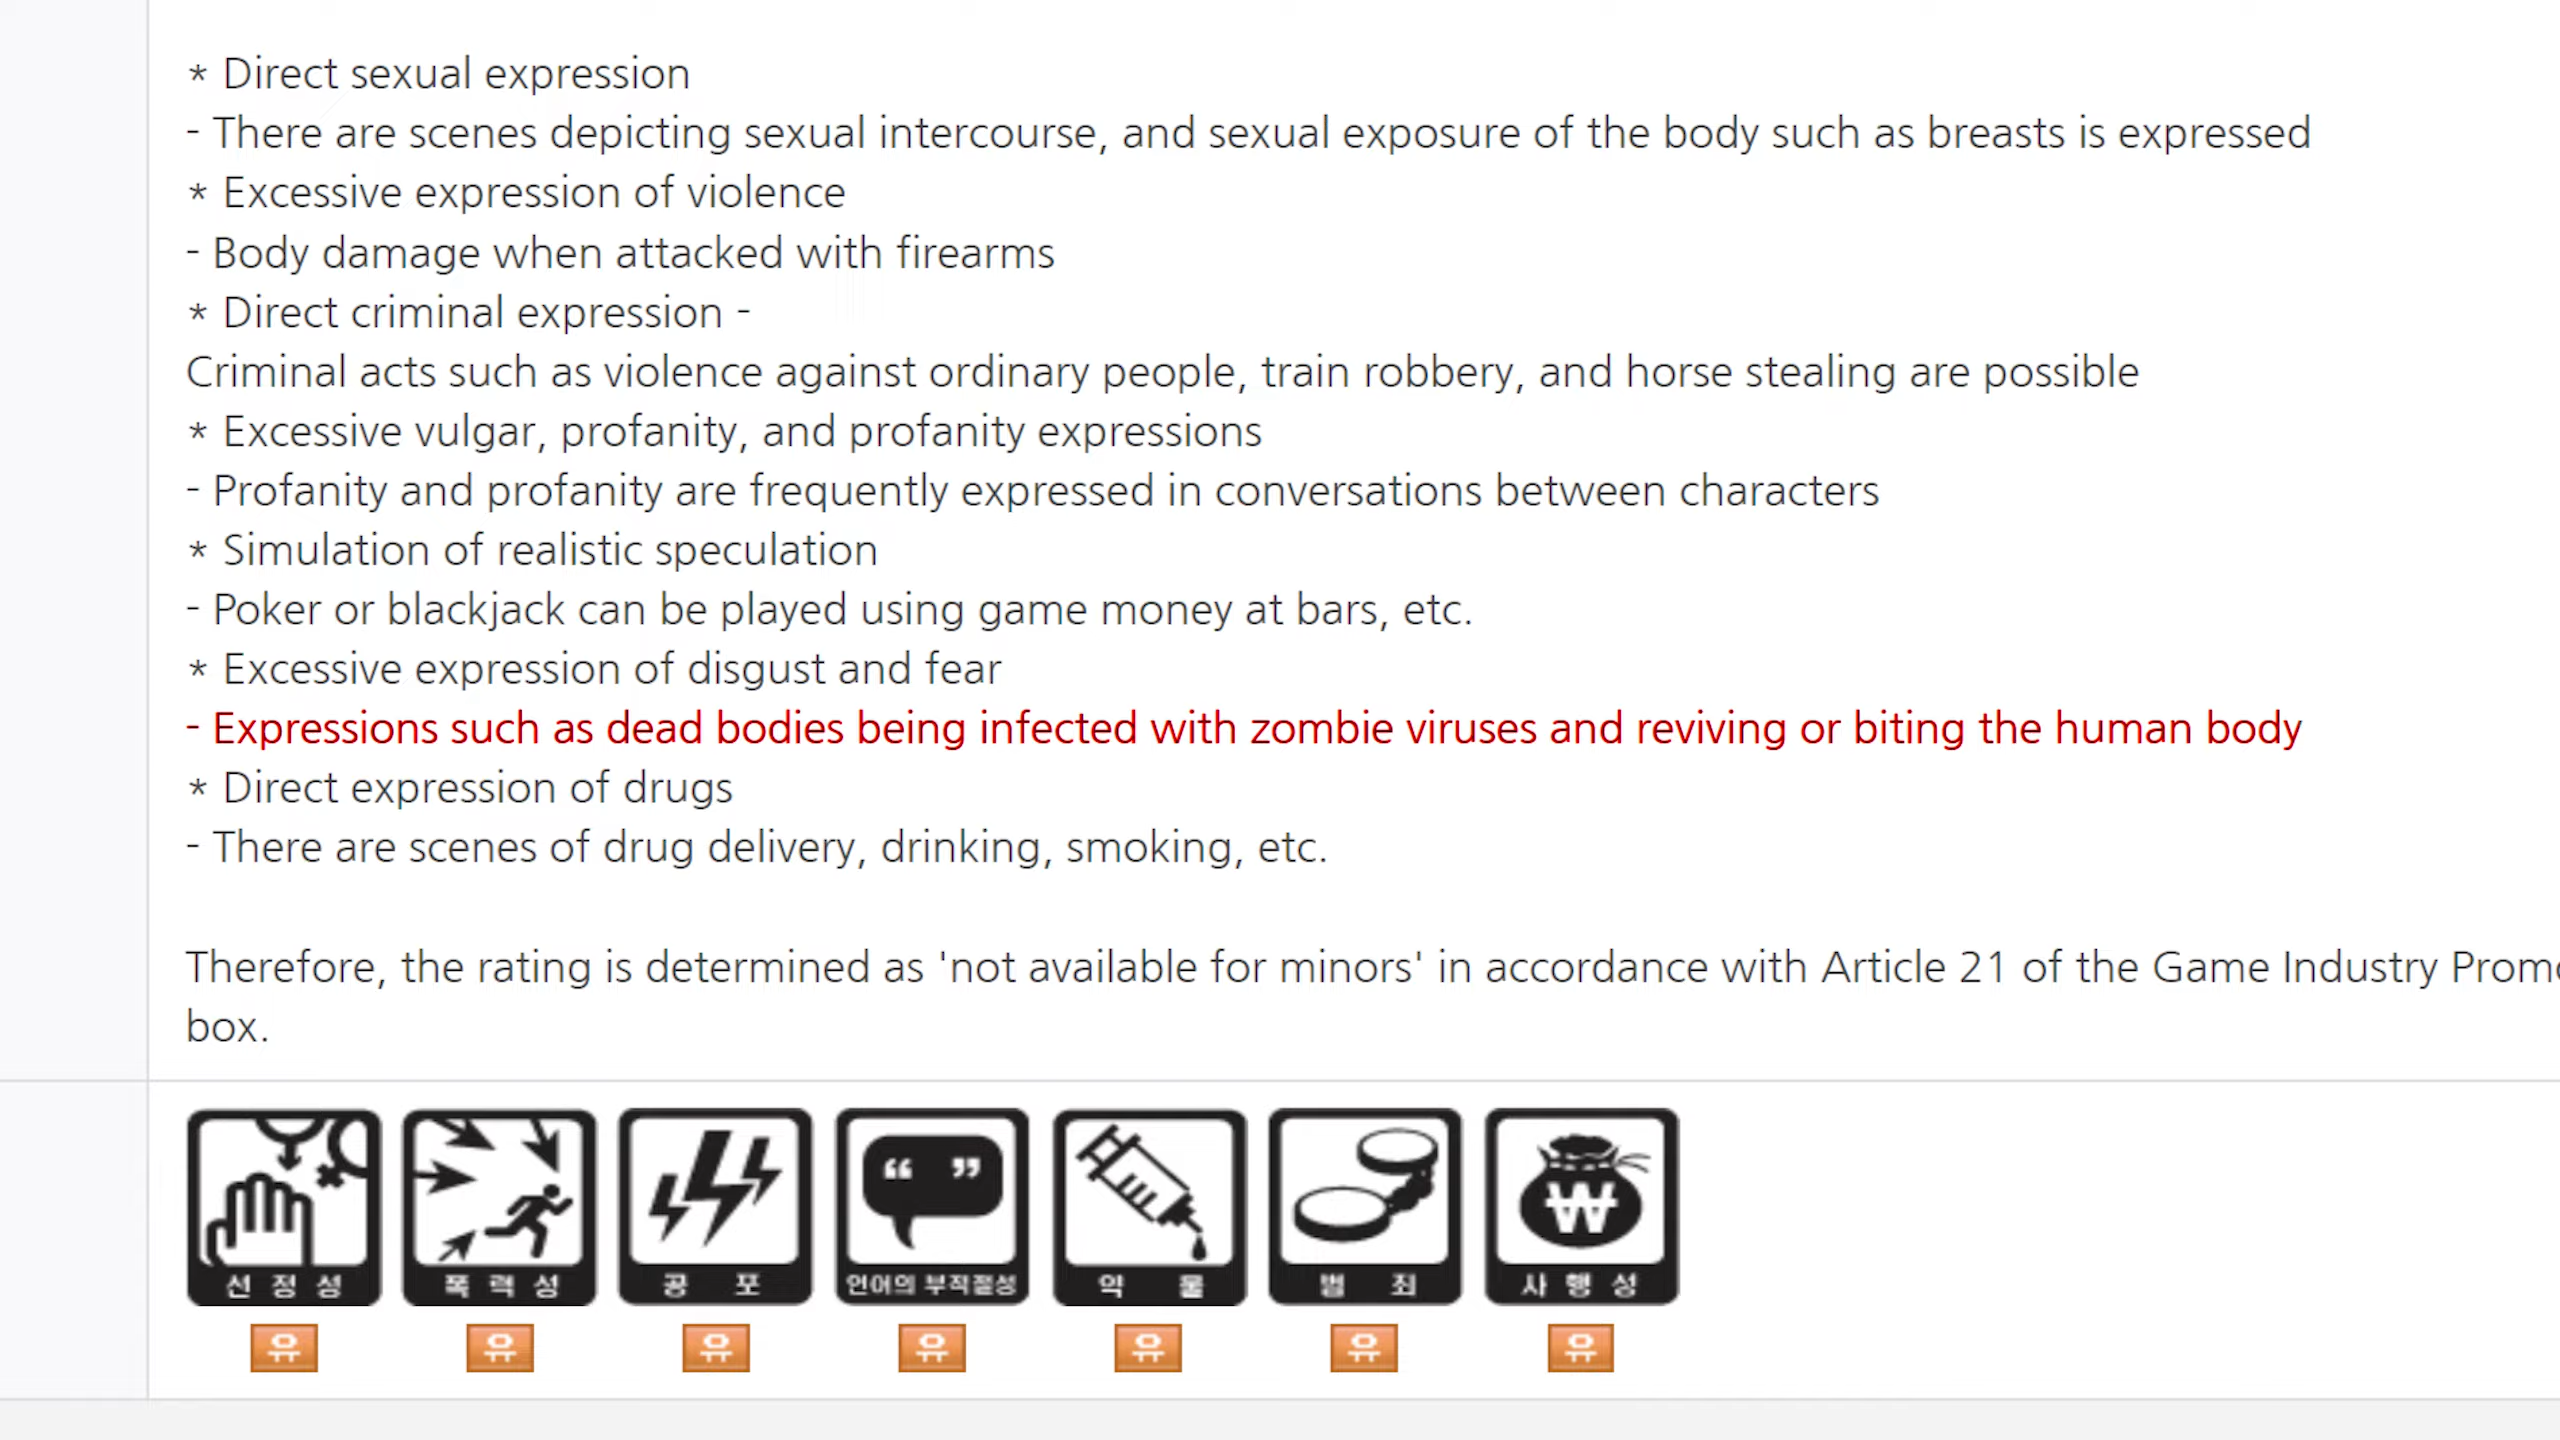 * Direct sexual expression
- There are scenes depicting sexual intercourse, and sexual exposure of the body such as breasts is expressed
* Excessive expression of violence
- Body damage when attacked with firearms
* Direct criminal expression -
Criminal acts such as violence against ordinary people, train robbery, and horse stealing are possible
* Excessive vulgar, profanity, and profanity expressions
- Profanity and profanity are frequently expressed in conversations between characters
* Simulation of realistic speculation
- Poker or blackjack can be played using game money at bars, etc.
* Excessive expression of disgust and fear
- Expressions such as dead bodies being infected with zombie viruses and reviving or biting the human body
* Direct expression of drugs
- There are scenes of drug delivery, drinking, smoking, etc.
Therefore, the rating is determined as 'not available for minors' in accordance with Article 21 of the Game Industry Promo
box.
선정성 폭력성 공포 언어의 부적절성 약물 범죄 사행성
유 유 유 유 유 유 유